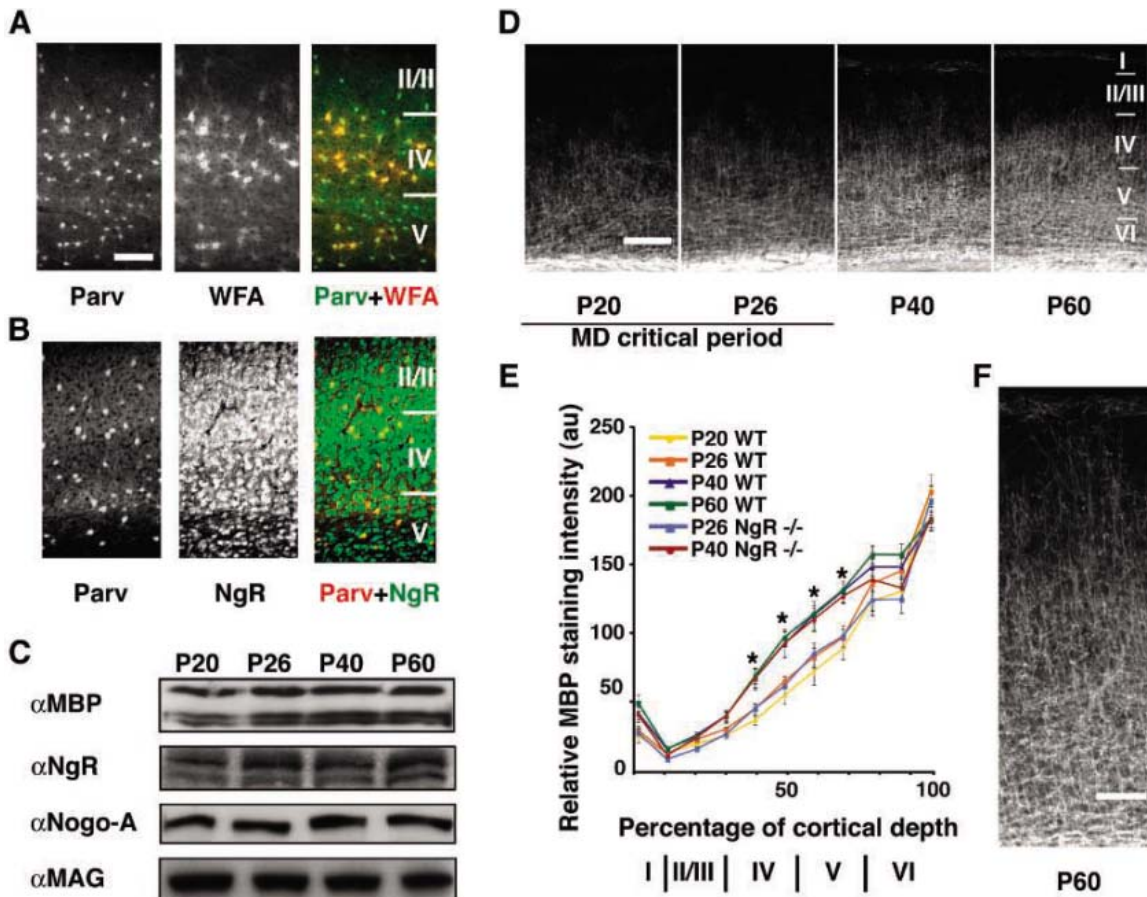 A
II/II
IV
V
Parv WFA Parv+WFA
B
II/II
IV
V
Parv NgR Parv+NgR
C
P20 P26 P40 P60
αMBP
αNgR
αNogo-A
αMAG
D
I
II/III
IV
V
VI
P20 P26 P40 P60
MD critical period
E
Relative MBP staining intensity (au)
250
200
150
100
50
0
P20 WT
P26 WT
P40 WT
P60 WT
P26 NgR -/-
P40 NgR -/-
* * * *
50 100
Percentage of cortical depth
I | II/III | IV | V | VI
F
P60